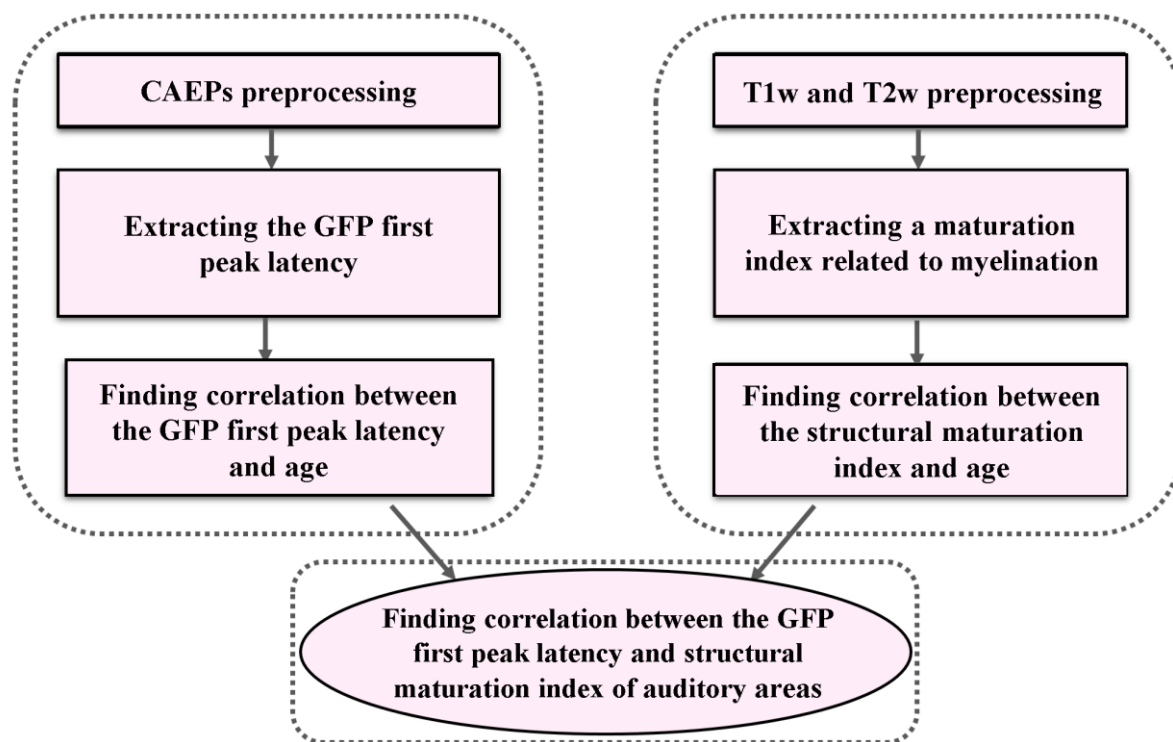 CAEPs preprocessing
Extracting the GFP first
peak latency
Finding correlation between
the GFP first peak latency
and age
T1w and T2w preprocessing
Extracting a maturation
index related to myelination
Finding correlation between
the structural maturation
index and age
Finding correlation between the GFP
first peak latency and structural
maturation index of auditory areas